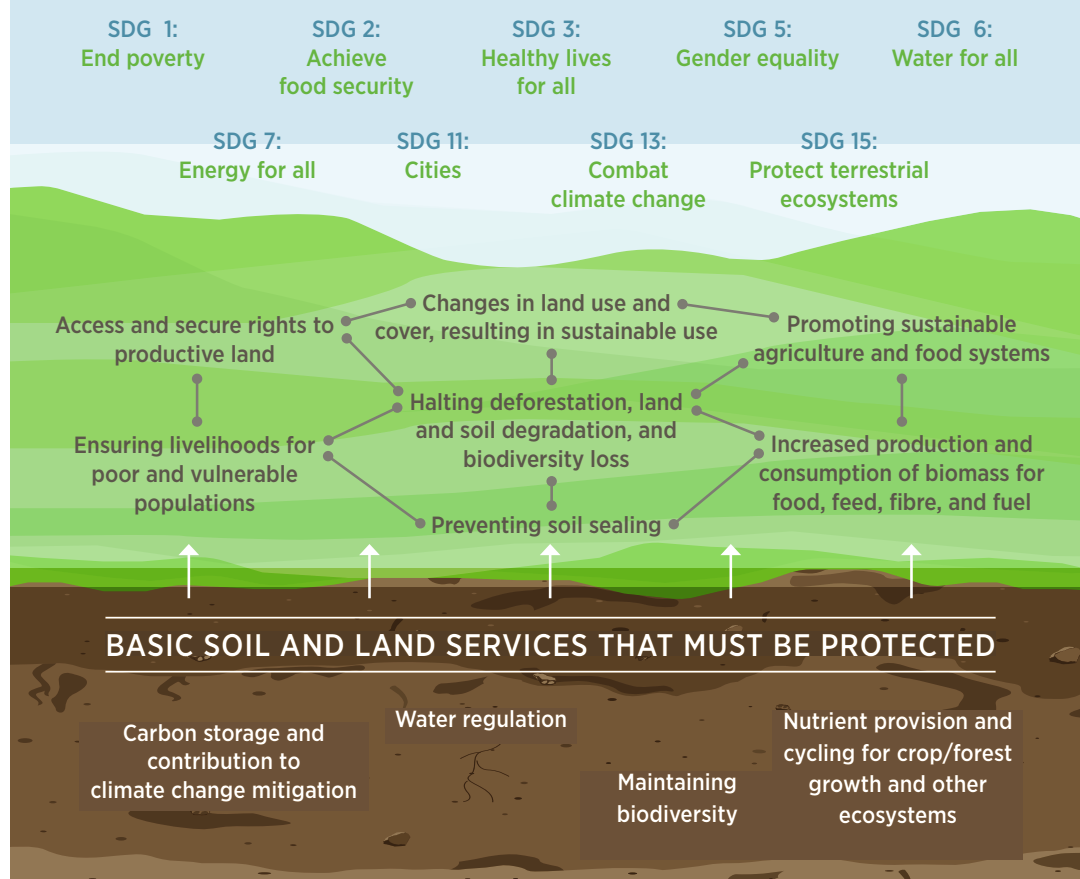 SDG 1:
End poverty
SDG 2:
Achieve
food security
SDG 3:
Healthy lives
for all
SDG 5:
Gender equality
SDG 6:
Water for all
SDG 7:
Energy for all
SDG 11:
Cities
SDG 13:
Combat
climate change
SDG 15:
Protect terrestrial
ecosystems
Access and secure rights to
productive land
Changes in land use and
cover, resulting in sustainable use
Promoting sustainable
agriculture and food systems
Halting deforestation, land
and soil degradation, and
biodiversity loss
Ensuring livelihoods for
poor and vulnerable
populations
Increased production and
consumption of biomass for
food, feed, fibre, and fuel
Preventing soil sealing
BASIC SOIL AND LAND SERVICES THAT MUST BE PROTECTED
Carbon storage and
contribution to
climate change mitigation
Water regulation
Maintaining
biodiversity
Nutrient provision and
cycling for crop/forest
growth and other
ecosystems